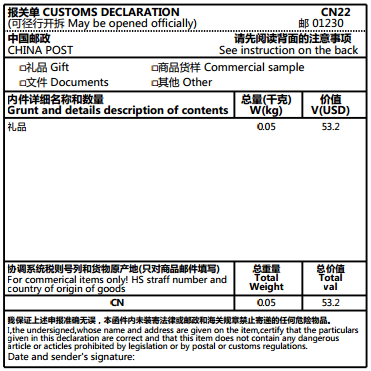 报关单 CUSTOMS DECLARATION CN22
(可径行开拆 May be opened officially) 邮 01230
中国邮政 请先阅读背面的注意事项
CHINA POST See instruction on the back
□礼品 Gift □商品货样 Commercial sample
□文件 Documents □其他 Other
内件详细名称和数量 总量(千克) 价值
Grunt and details description of contents W(kg) V(USD)
礼品 0.05 53.2
协调系统税则号列和货物原产地(只对商品邮件填写) 总重量 总价值
For commerical items only! HS straff number and Total Total
country of origin of goods Weight val
CN 0.05 53.2
我保证上述申报准确无误，本函件内未装寄法律或邮政和海关规章禁止寄递的任何危险物品。
I,the undersigned,whose name and address are given on the item,certify that the particulars
given in this declaration are correct and that this item does not contain any dangerous
article or articles prohibited by legislation or by postal or customs regulations.
Date and sender's signature: